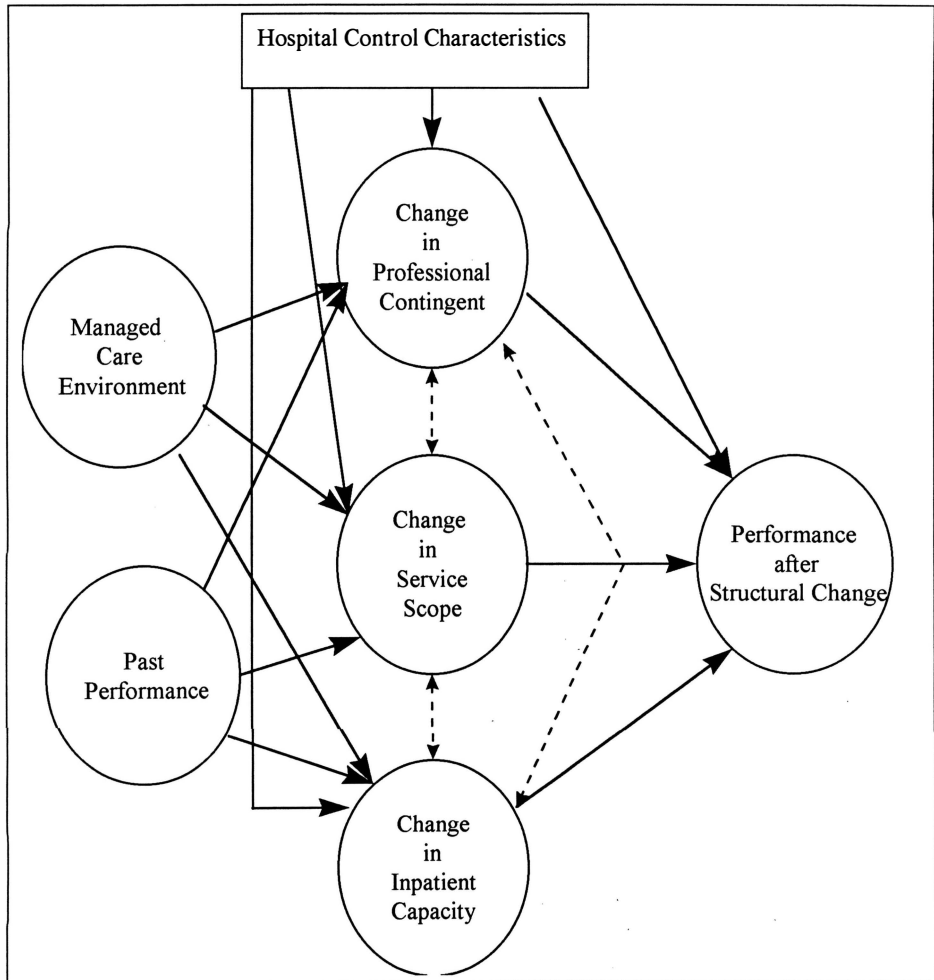 Hospital Control Characteristics
Change
in
Professional
Contingent
Managed
Care
Environment
Change
in
Service
Scope
Performance
after
Structural Change
Past
Performance
Change
in
Inpatient
Capacity